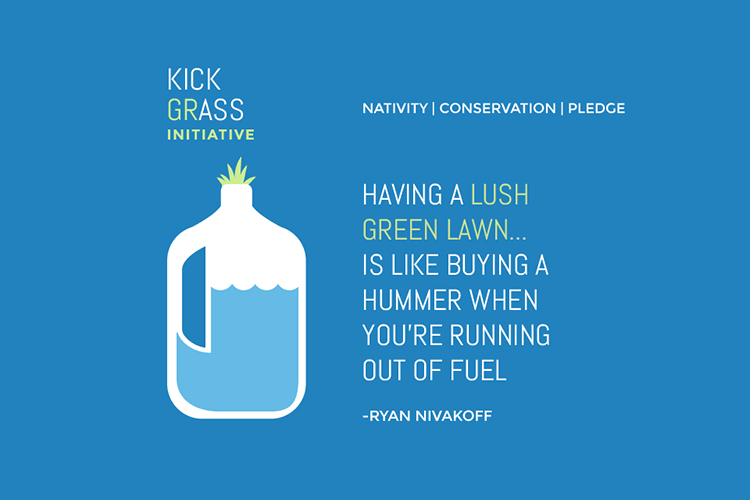 KICK
GRASS
INITIATIVE
NATIVITY | CONSERVATION | PLEDGE
HAVING A LUSH
GREEN LAWN...
IS LIKE BUYING A
HUMMER WHEN
YOU'RE RUNNING
OUT OF FUEL
-RYAN NIVAKOFF